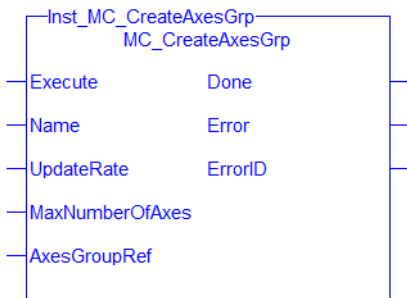 Inst_MC_CreateAxesGrp
MC_CreateAxesGrp
Execute Done
Name Error
UpdateRate ErrorID
MaxNumberOfAxes
AxesGroupRef